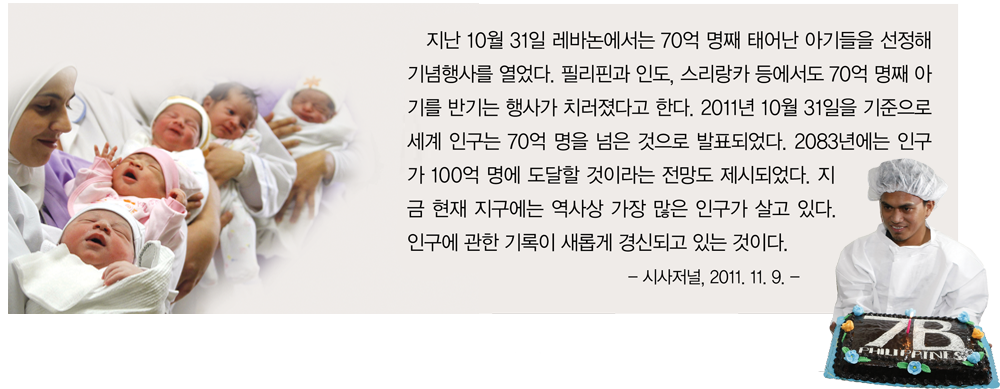 지난 10월 31일 레바논에서는 70억 명째 태어난 아기들을 선정해
기념행사를 열었다. 필리핀과 인도, 스리랑카 등에서도 70억 명째 아
기를 반기는 행사가 치러졌다고 한다. 2011년 10월 31일을 기준으로
세계 인구는 70억 명을 넘은 것으로 발표되었다. 2083년에는 인구
가 100억 명에 도달할 것이라는 전망도 제시되었다. 지
금 현재 지구에는 역사상 가장 많은 인구가 살고 있다.
인구에 관한 기록이 새롭게 경신되고 있는 것이다.
– 시사저널, 2011. 11. 9. –
7B
PHILIPPINES